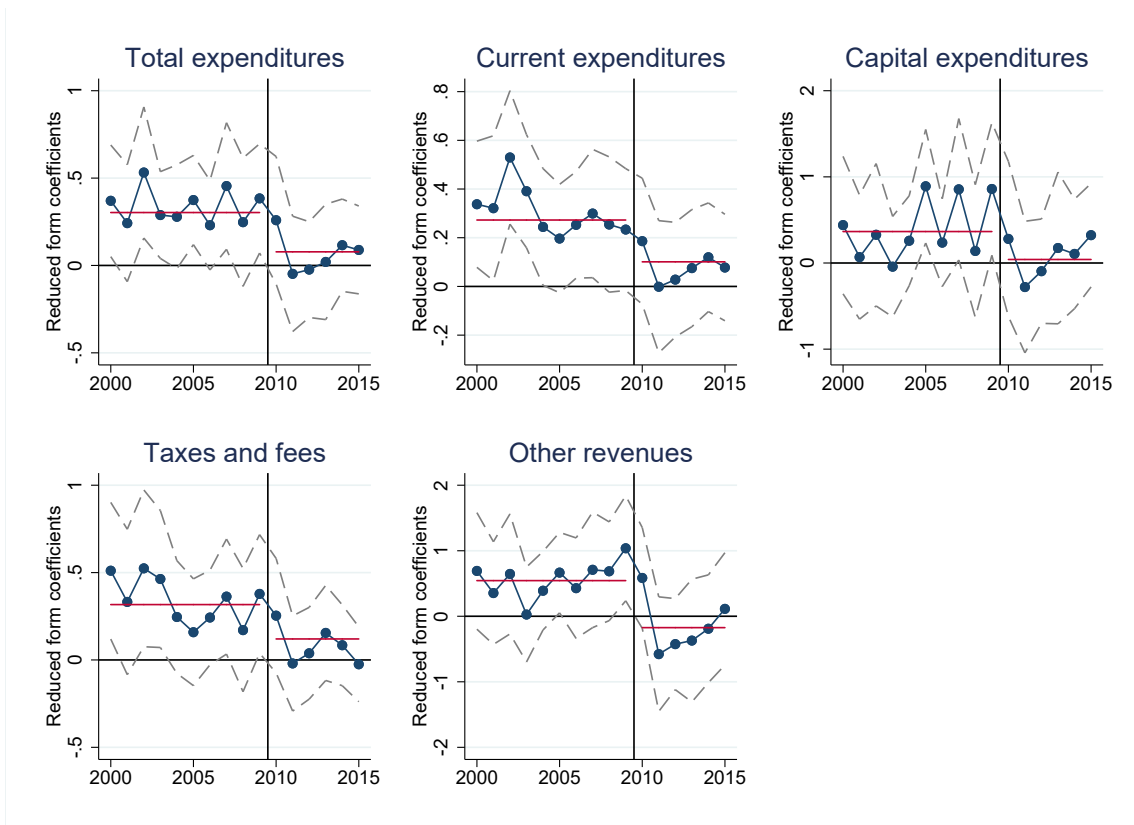 Total expenditures
Reduced form coefficients
1
.5
0
-.5
2000 2005 2010 2015
Current expenditures
Reduced form coefficients
.8
.6
.4
.2
0
-.2
2000 2005 2010 2015
Capital expenditures
Reduced form coefficients
2
1
0
-1
2000 2005 2010 2015
Taxes and fees
Reduced form coefficients
1
.5
0
-.5
2000 2005 2010 2015
Other revenues
Reduced form coefficients
2
1
0
-1
-2
2000 2005 2010 2015